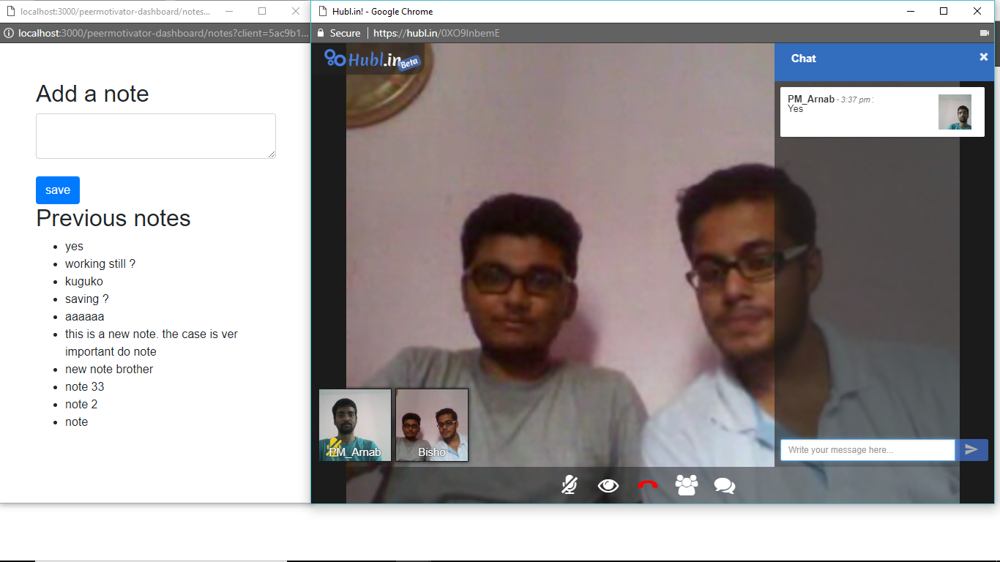 localhost:3000/peermotivator-dashboard/notes...
localhost:3000/peermotivator-dashboard/notes?client=5ac9b1...
Add a note
save
Previous notes
yes
working still ?
kuguko
saving ?
aaaaaa
this is a new note. the case is ver
important do note
new note brother
note 33
note 2
note
Hubl.in! - Google Chrome
Secure
https://hubl.in/0XO9InbemE
Hubl.in Beta
PM_Arnab
Bisho
Chat
PM_Arnab - 3:37 pm :
Yes
Write your message here...